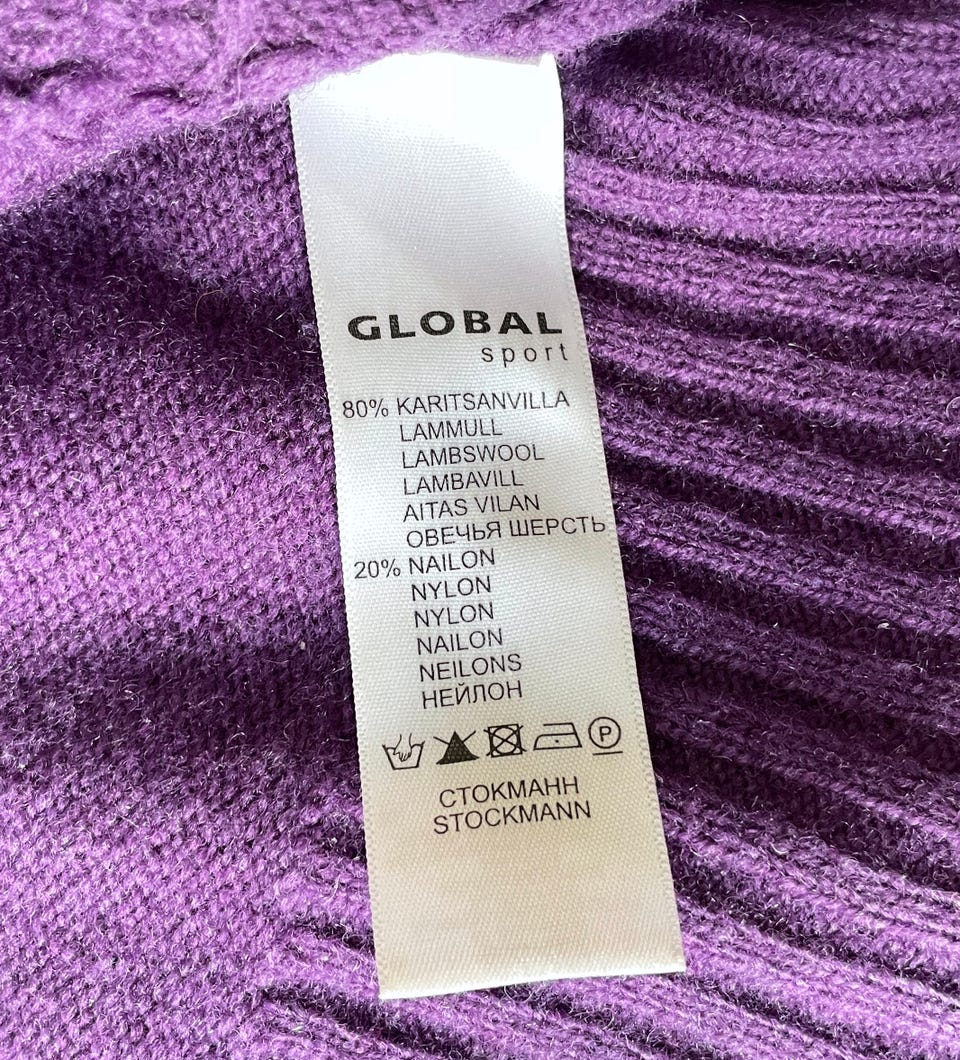 GLOBAL
sport
80% KARITSANVILLA
LAMMULL
LAMBSWOOL
LAMBAVILL
AITAS VILAN
ОВЕЧЬЯ ШЕРСТЬ
20% NAILON
NYLON
NYLON
NAILON
NEILONS
НЕЙЛОН
P
СТОКМАНН
STOCKMANN